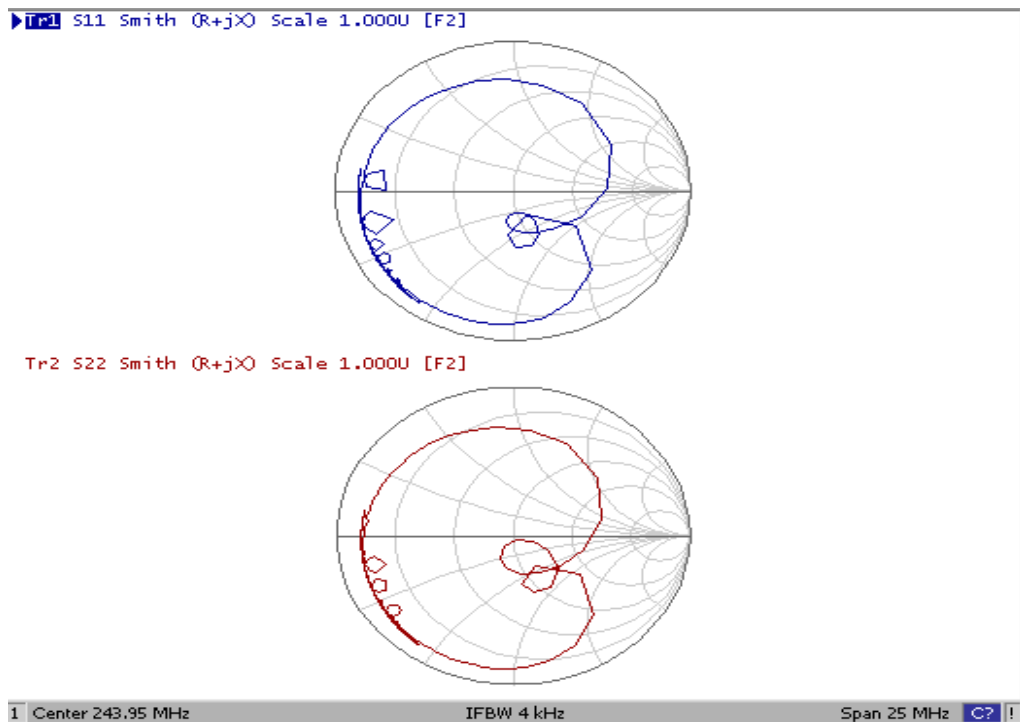 ▶Tr1 S11 Smith (R+jX) Scale 1.000U [F2]
Tr2 S22 Smith (R+jX) Scale 1.000U [F2]
1 Center 243.95 MHz IFBW 4 kHz Span 25 MHz C? !